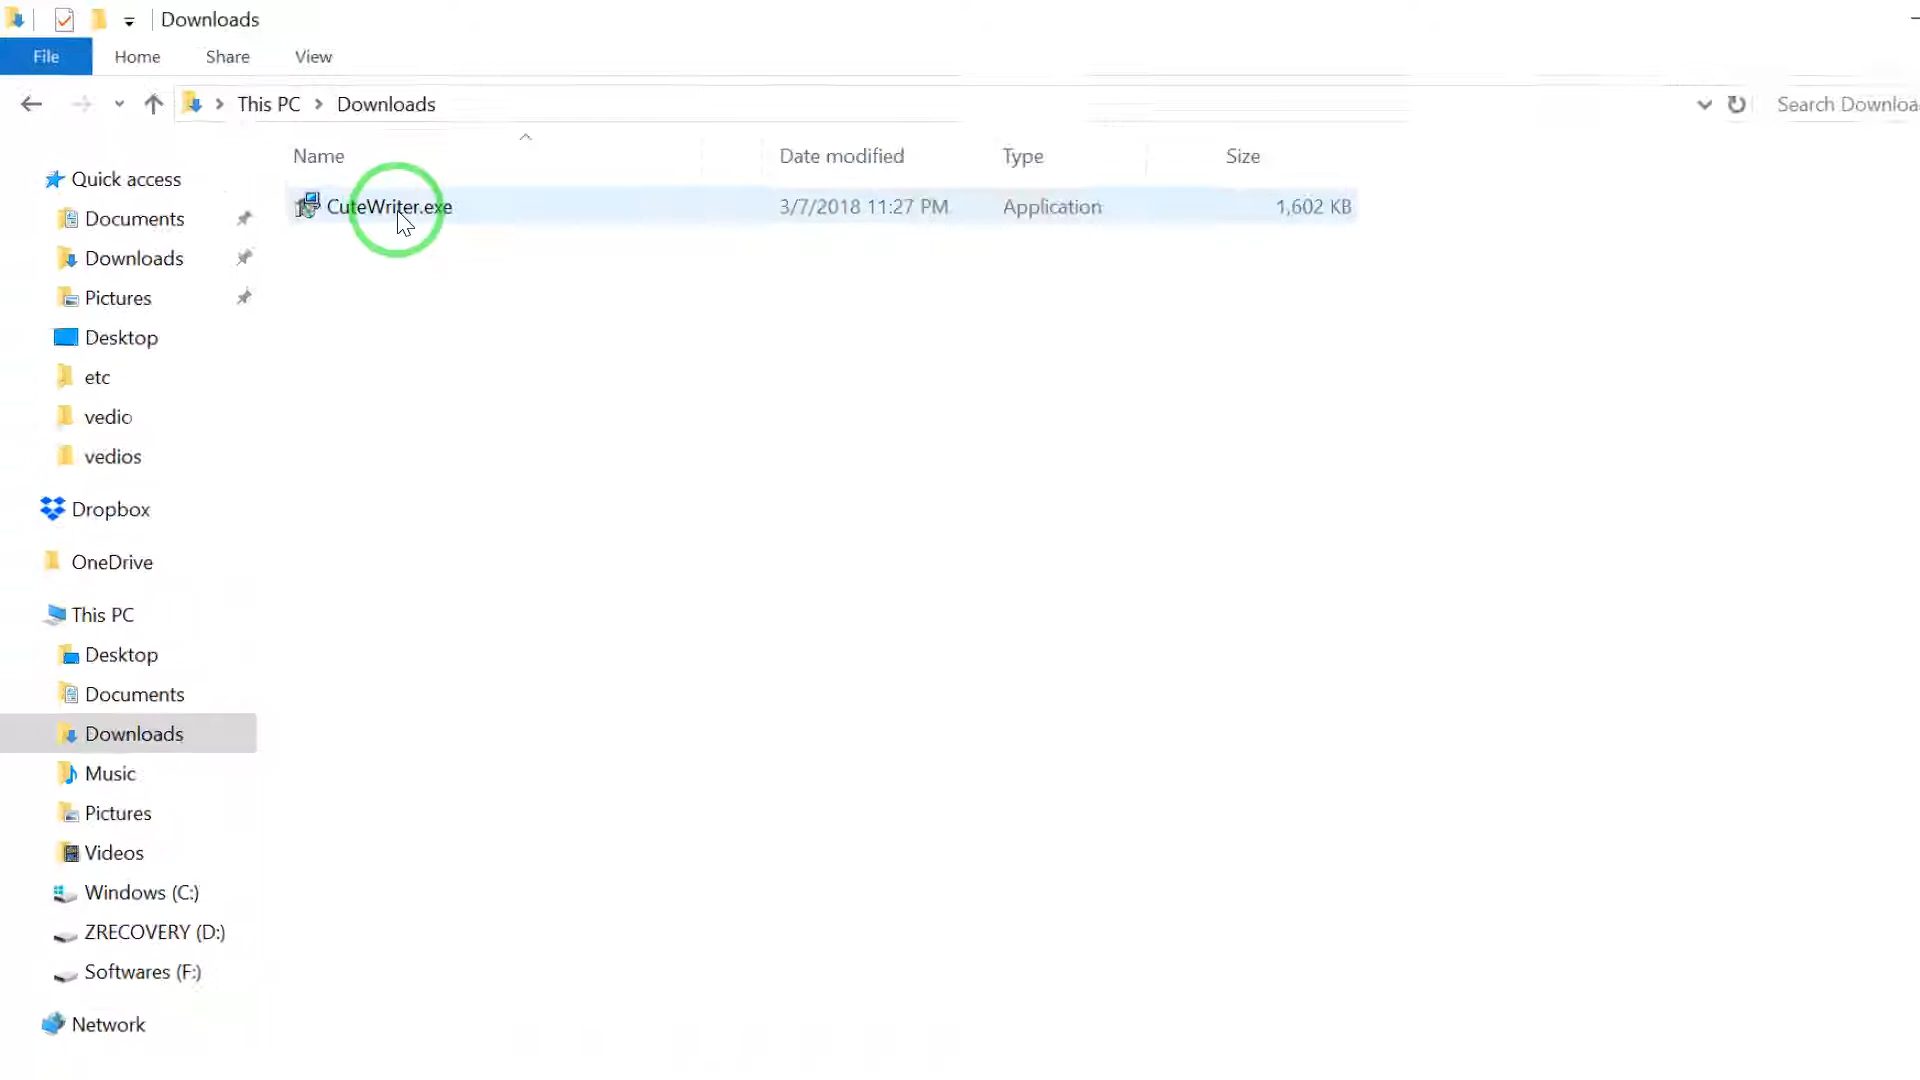 Downloads
File Home Share View
This PC > Downloads
Search Downloa
Name Date modified Type Size
CuteWriter.exe 3/7/2018 11:27 PM Application 1,602 KB
Quick access
Documents
Downloads
Pictures
Desktop
etc
vedio
vedios
Dropbox
OneDrive
This PC
Desktop
Documents
Downloads
Music
Pictures
Videos
Windows (C:)
ZRECOVERY (D:)
Softwares (F:)
Network